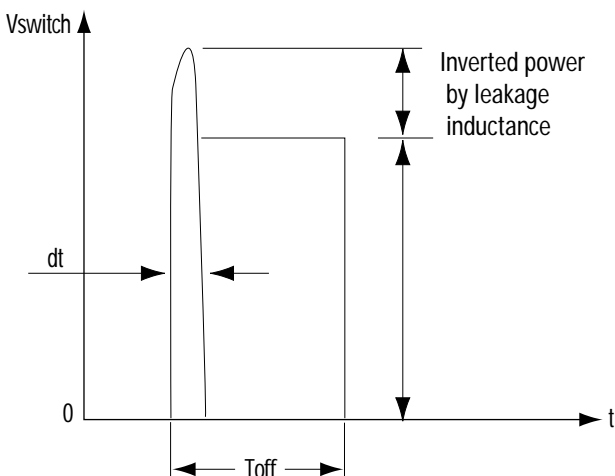 Vswitch
Inverted power
by leakage
inductance
dt
0
t
Toff